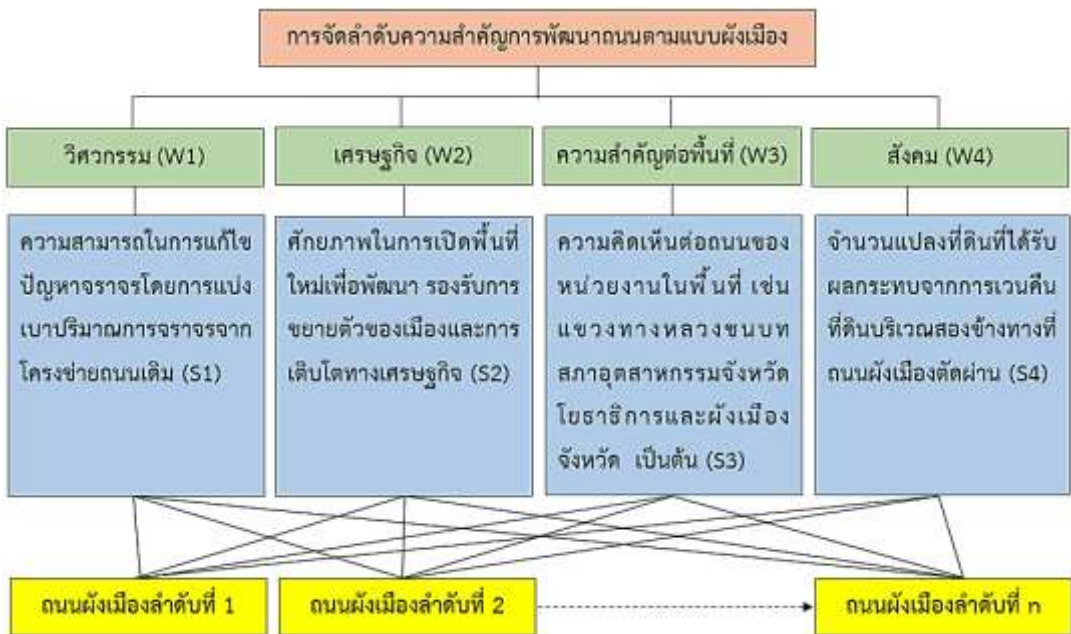 การจัดลำดับความสำคัญการพัฒนาถนนตามแบบผังเมือง
วิศวกรรม (W1)
เศรษฐกิจ (W2)
ความสำคัญต่อพื้นที่ (W3)
สังคม (W4)
ความสามารถในการแก้ไข
ปัญหาจราจรโดยการแบ่ง
เบาปริมาณการจราจรจาก
โครงข่ายถนนเดิม (S1)
ศักยภาพในการเปิดพื้นที่
ใหม่เพื่อพัฒนา รองรับการ
ขยายตัวของเมืองและการ
เติบโตทางเศรษฐกิจ (S2)
ความคิดเห็นต่อถนนของ
หน่วยงานในพื้นที่ เช่น
แขวงทางหลวงชนบท
สภาอุตสาหกรรมจังหวัด
โยธาธิการและผังเมือง
จังหวัด เป็นต้น (S3)
จำนวนแปลงที่ดินที่ได้รับ
ผลกระทบจากการเวนคืน
ที่ดินบริเวณสองข้างทางที่
ถนนผังเมืองตัดผ่าน (S4)
ถนนผังเมืองลำดับที่ 1
ถนนผังเมืองลำดับที่ 2
ถนนผังเมืองลำดับที่ n